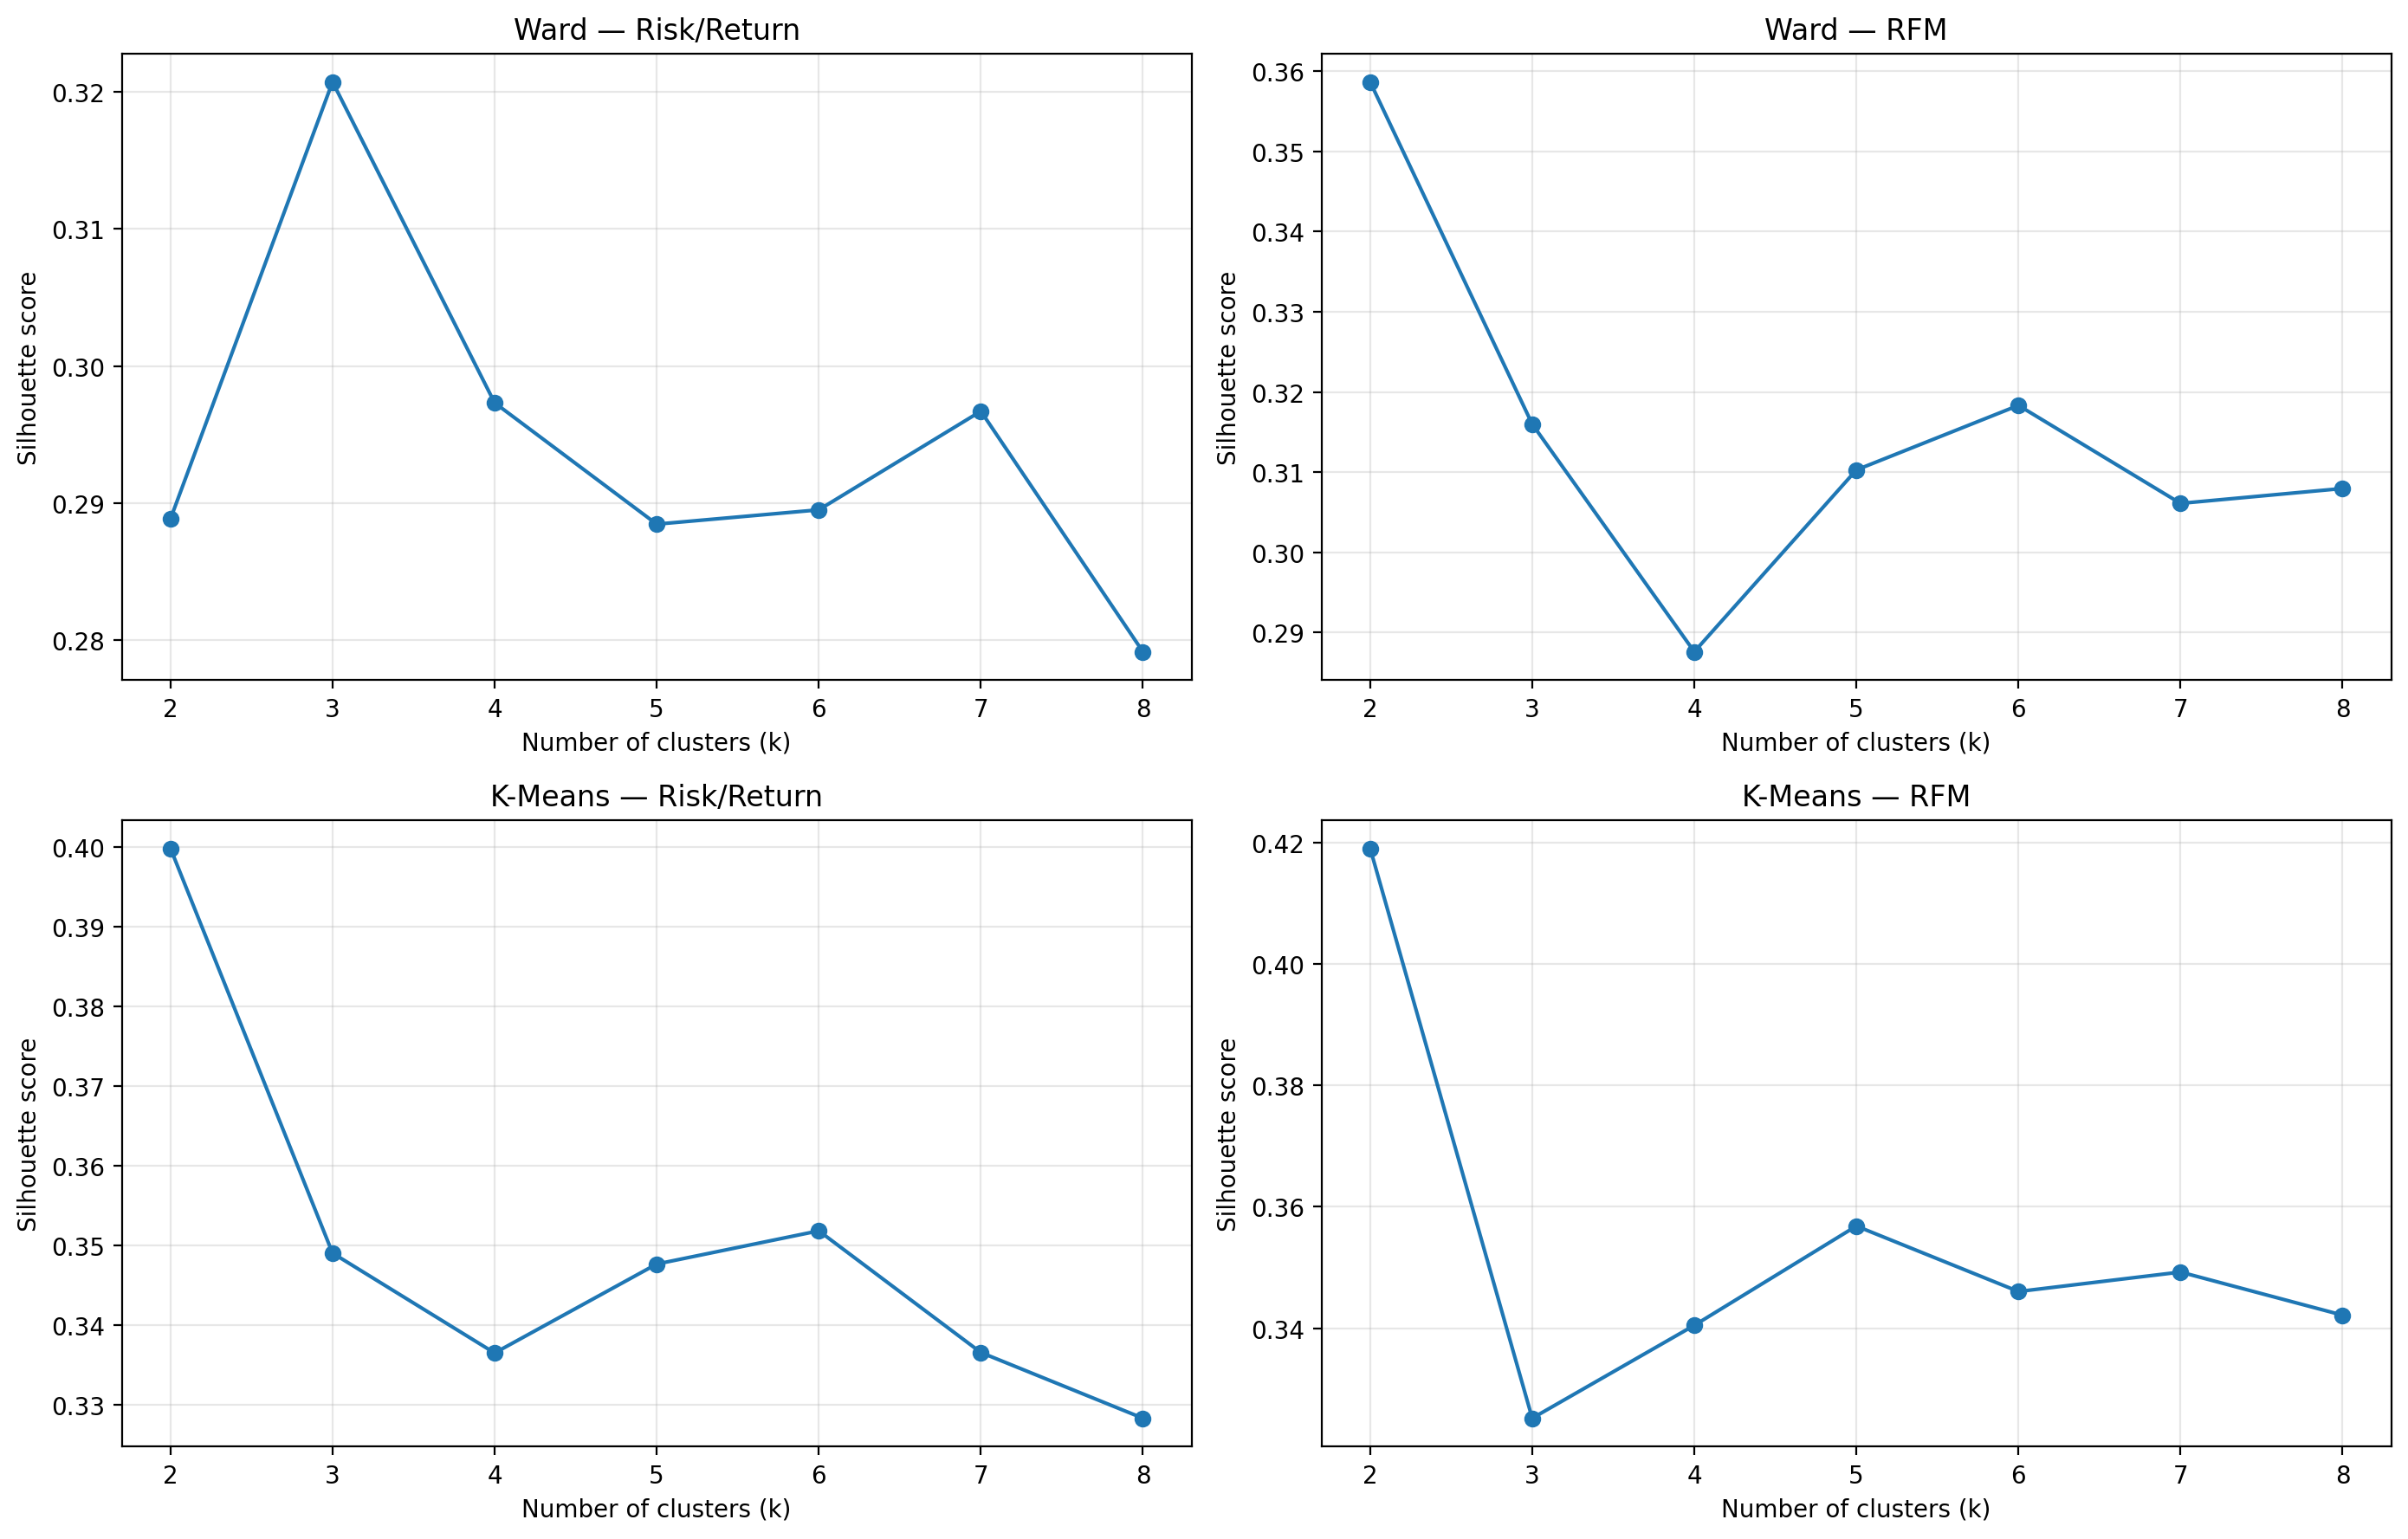 Ward — Risk/Return
Silhouette score
0.32
0.31
0.30
0.29
0.28
2 3 4 5 6 7 8
Number of clusters (k)
Ward — RFM
Silhouette score
0.36
0.35
0.34
0.33
0.32
0.31
0.30
0.29
2 3 4 5 6 7 8
Number of clusters (k)
K-Means — Risk/Return
Silhouette score
0.40
0.39
0.38
0.37
0.36
0.35
0.34
0.33
2 3 4 5 6 7 8
Number of clusters (k)
K-Means — RFM
Silhouette score
0.42
0.40
0.38
0.36
0.34
2 3 4 5 6 7 8
Number of clusters (k)